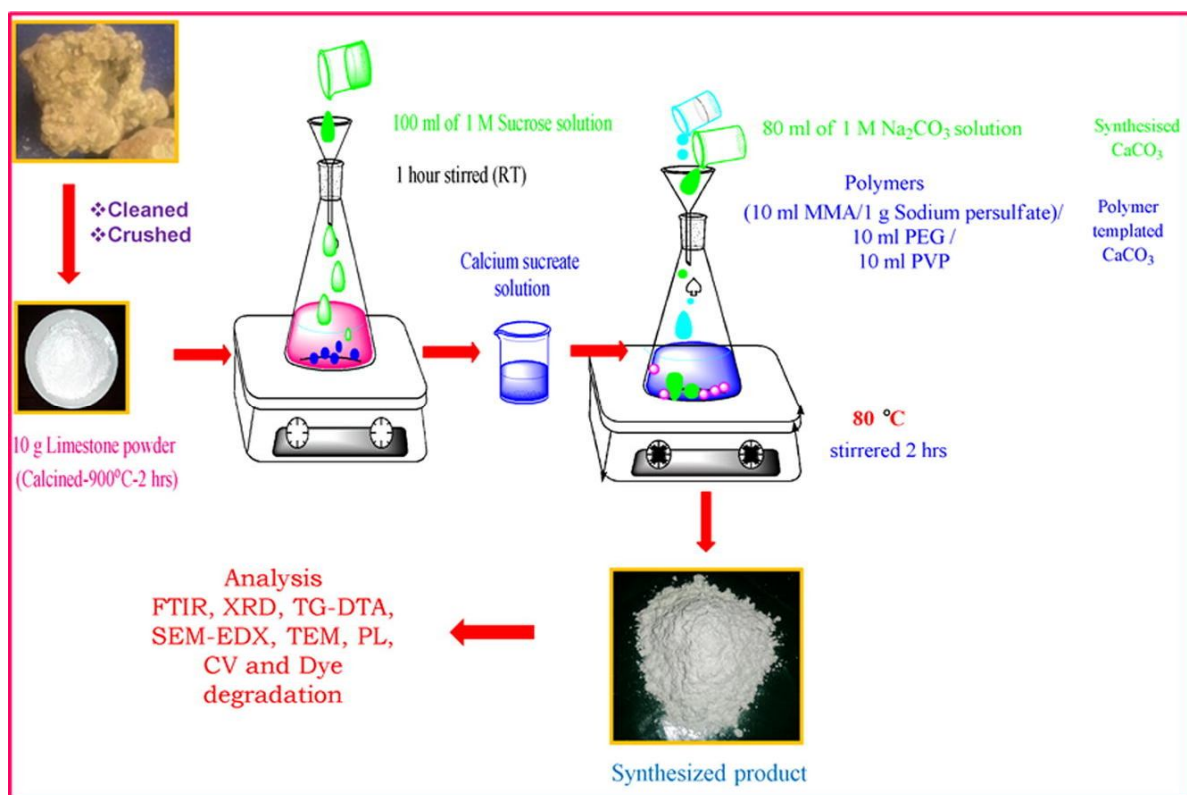 100 ml of 1 M Sucrose solution
1 hour stirred (RT)
❖Cleaned
❖Crushed
10 g Limestone powder
(Calcined-900⁰C-2 hrs)
Calcium sucreate
solution
80 ml of 1 M Na₂CO₃ solution
Synthesised
CaCO₃
Polymers
(10 ml MMA/1 g Sodium persulfate)/
10 ml PEG /
10 ml PVP
Polymer
templated
CaCO₃
80 °C
stirrered 2 hrs
Analysis
FTIR, XRD, TG-DTA,
SEM-EDX, TEM, PL,
CV and Dye
degradation
Synthesized product